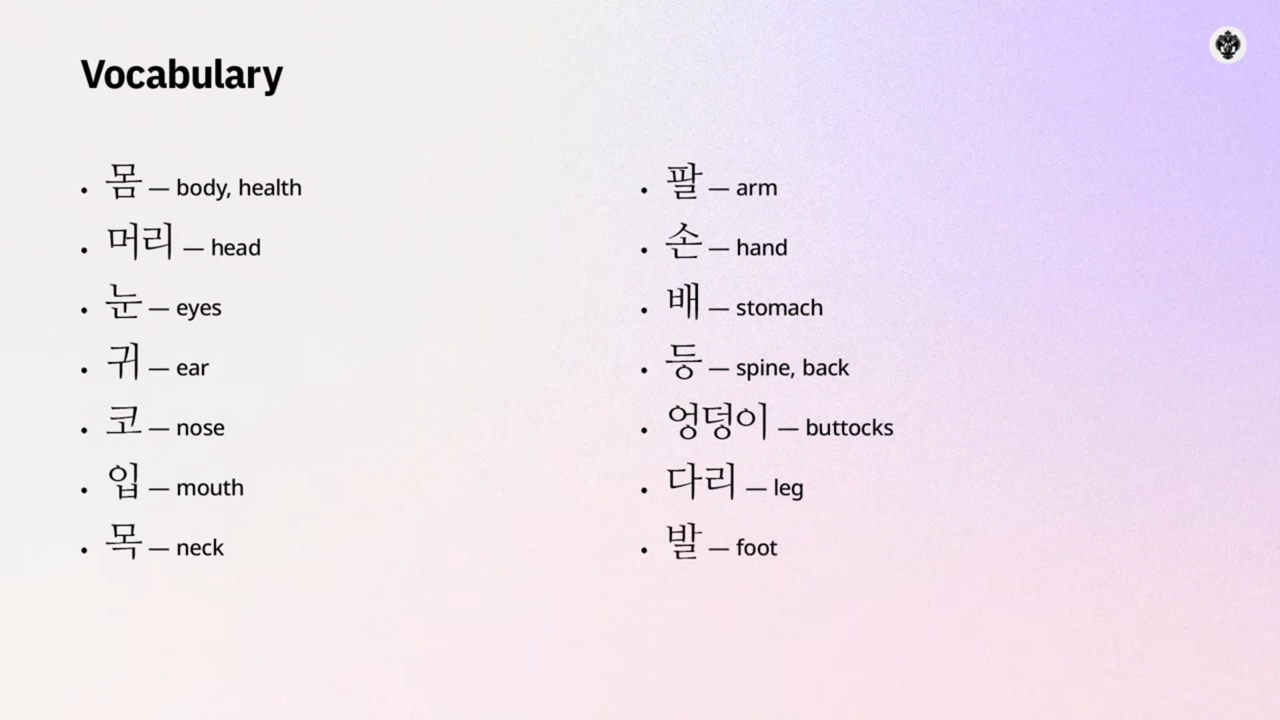 Vocabulary
• 몸 — body, health
• 머리 — head
• 눈 — eyes
• 귀 — ear
• 코 — nose
• 입 — mouth
• 목 — neck
• 팔 — arm
• 손 — hand
• 배 — stomach
• 등 — spine, back
• 엉덩이 — buttocks
• 다리 — leg
• 발 — foot